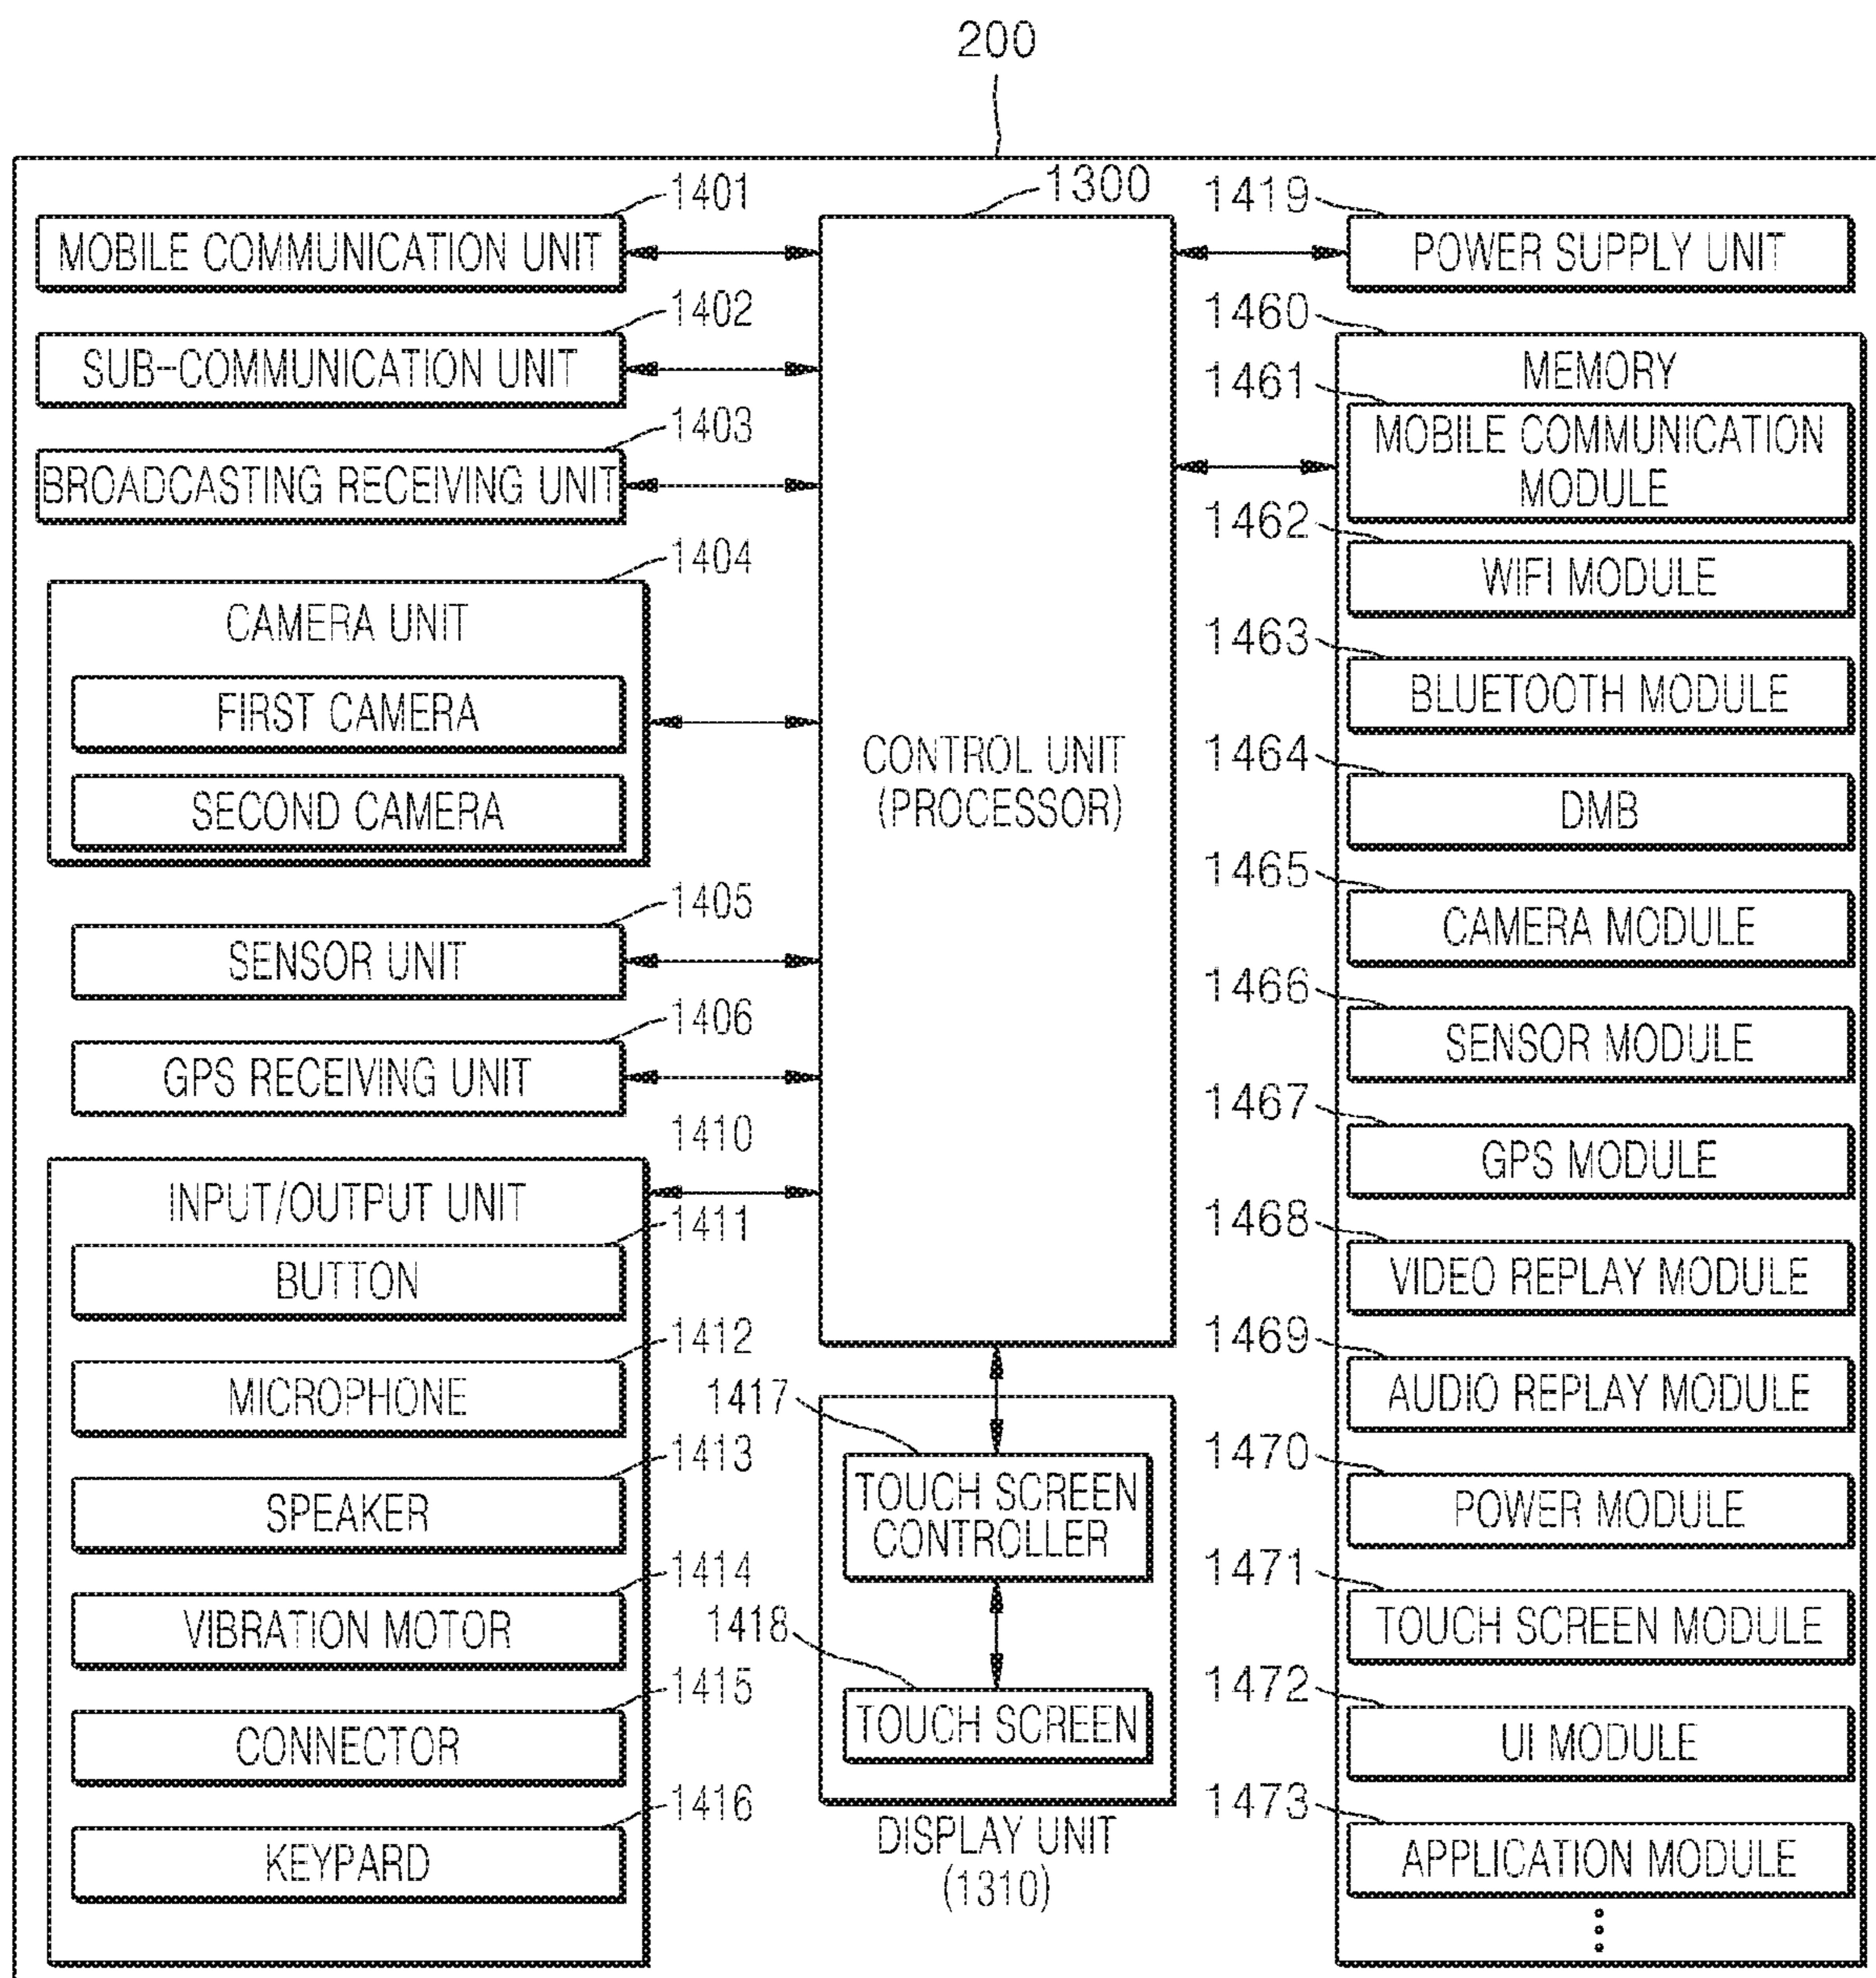 200
1401
MOBILE COMMUNICATION UNIT
1402
SUB-COMMUNICATION UNIT
1403
BROADCASTING RECEIVING UNIT
1404
CAMERA UNIT
FIRST CAMERA
SECOND CAMERA
1405
SENSOR UNIT
1406
GPS RECEIVING UNIT
1410
INPUT/OUTPUT UNIT
1411
BUTTON
1412
MICROPHONE
1413
SPEAKER
1414
VIBRATION MOTOR
1415
CONNECTOR
1416
KEYPARD
1300
CONTROL UNIT
(PROCESSOR)
1417
TOUCH SCREEN
CONTROLLER
1418
TOUCH SCREEN
DISPLAY UNIT
(1310)
1419
POWER SUPPLY UNIT
1460
MEMORY
1461
MOBILE COMMUNICATION
MODULE
1462
WIFI MODULE
1463
BLUETOOTH MODULE
1464
DMB
1465
CAMERA MODULE
1466
SENSOR MODULE
1467
GPS MODULE
1468
VIDEO REPLAY MODULE
1469
AUDIO REPLAY MODULE
1470
POWER MODULE
1471
TOUCH SCREEN MODULE
1472
UI MODULE
1473
APPLICATION MODULE